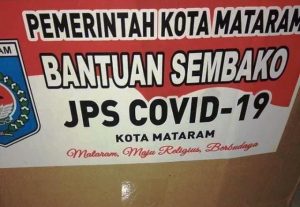 PEMERINTAH KOTA MATARAM
BANTUAN SEMBAKO
JPS COVID-19
KOTA MATARAM
Mataram, Maju Religius, Berbudaya